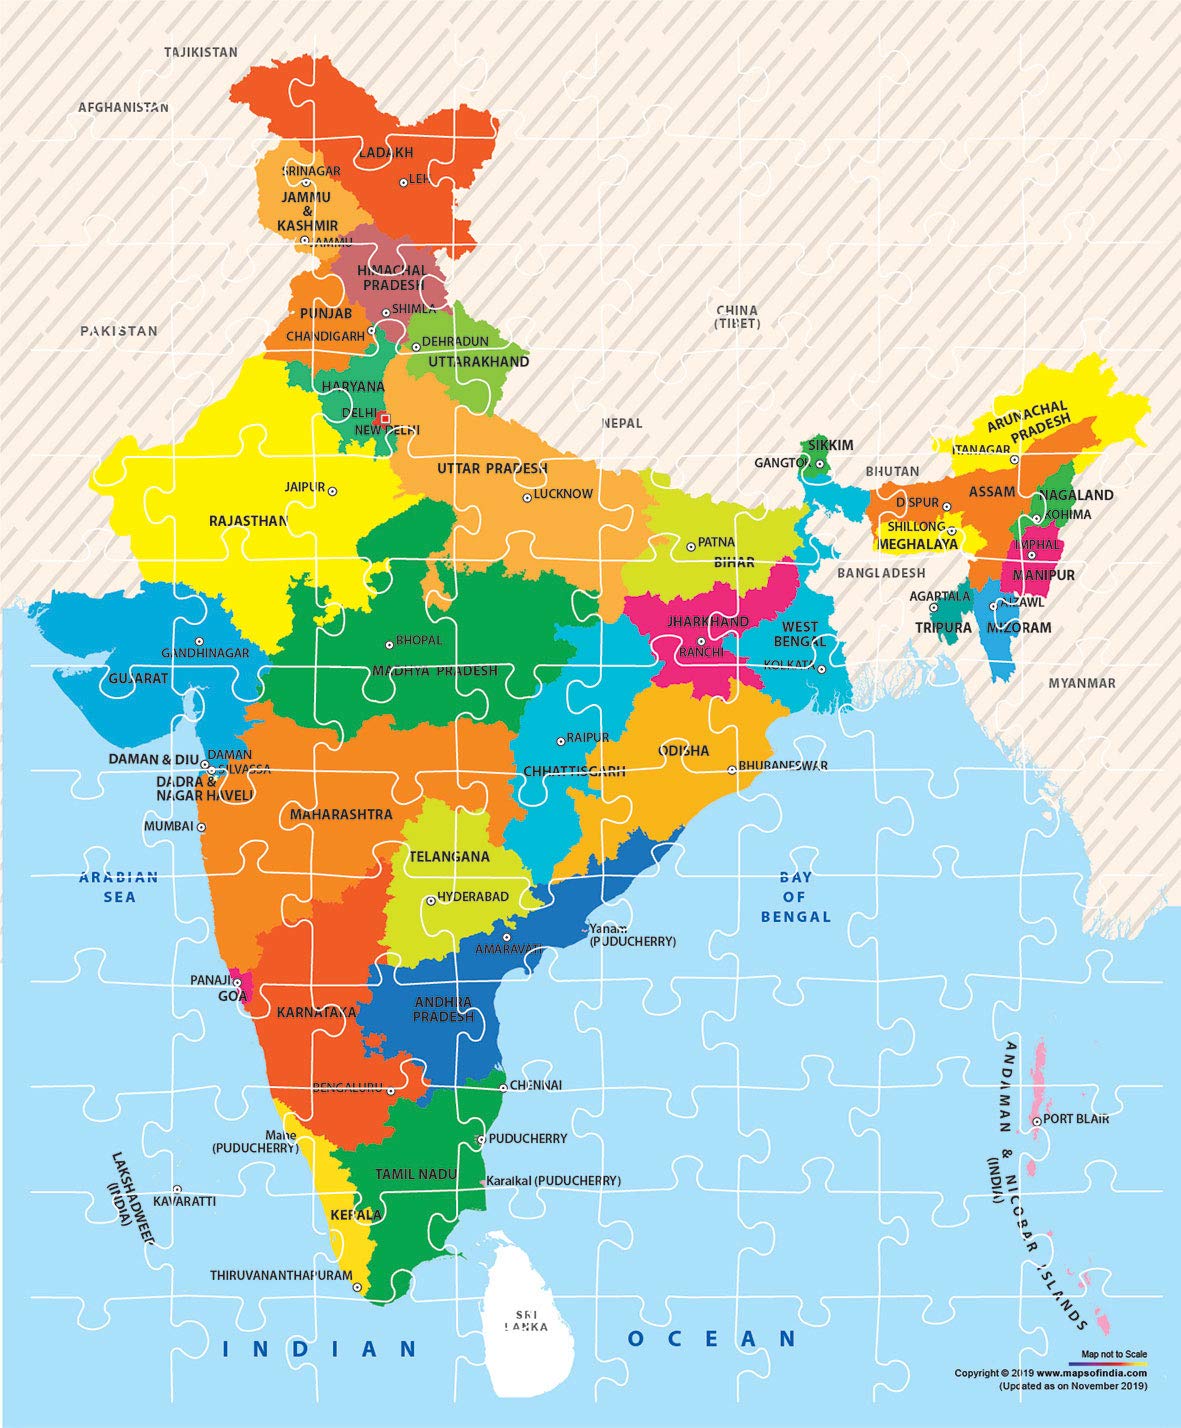 TAJIKISTAN
AFGHANISTAN
LADAKH
SRINAGAR
LEH
JAMMU
&
KASHMIR
JAMMU
HIMACHAL
PRADESH
PUNJAB
SHIMLA
CHINA
(TIBET)
PAKISTAN
CHANDIGARH
DEHRADUN
UTTARAKHAND
HARYANA
DELHI
NEW DELHI
NEPAL
ARUNACHAL
PRADESH
SIKKIM
ITANAGAR
UTTAR PRADESH
GANGTOK
BHUTAN
JAIPUR
LUCKNOW
ASSAM
NAGALAND
DISPUR
KOHIMA
RAJASTHAN
SHILLONG
MEGHALAYA
PATNA
IMPHAL
BIHAR
BANGLADESH
MANIPUR
AGARTALA
AIZAWL
JHARKHAND
WEST
BENGAL
TRIPURA
MIZORAM
BHOPAL
GANDHINAGAR
RANCHI
KOLKATA
MADHYA PRADESH
GUJARAT
MYANMAR
RAIPUR
ODISHA
DAMAN & DIU
DAMAN
SILVASSA
CHHATTISGARH
BHUBANESWAR
DADRA &
NAGAR HAVELI
MAHARASHTRA
MUMBAI
TELANGANA
ARABIAN
SEA
BAY
OF
BENGAL
HYDERABAD
Yanam
(PUDUCHERRY)
AMARAVATI
PANAJI
GOA
KARNATAKA
ANDHRA
PRADESH
BENGALURU
CHENNAI
ANDAMAN & NICOBAR ISLANDS
(INDIA)
PORT BLAIR
Mahe
(PUDUCHERRY)
PUDUCHERRY
TAMIL NADU
Karaikal (PUDUCHERRY)
LAKSHADWEEP
(INDIA)
KAVARATTI
KERALA
THIRUVANANTHAPURAM
SRI
LANKA
INDIAN OCEAN
Map not to Scale
Copyright © 2019 www.mapsofindia.com
(Updated as on November 2019)